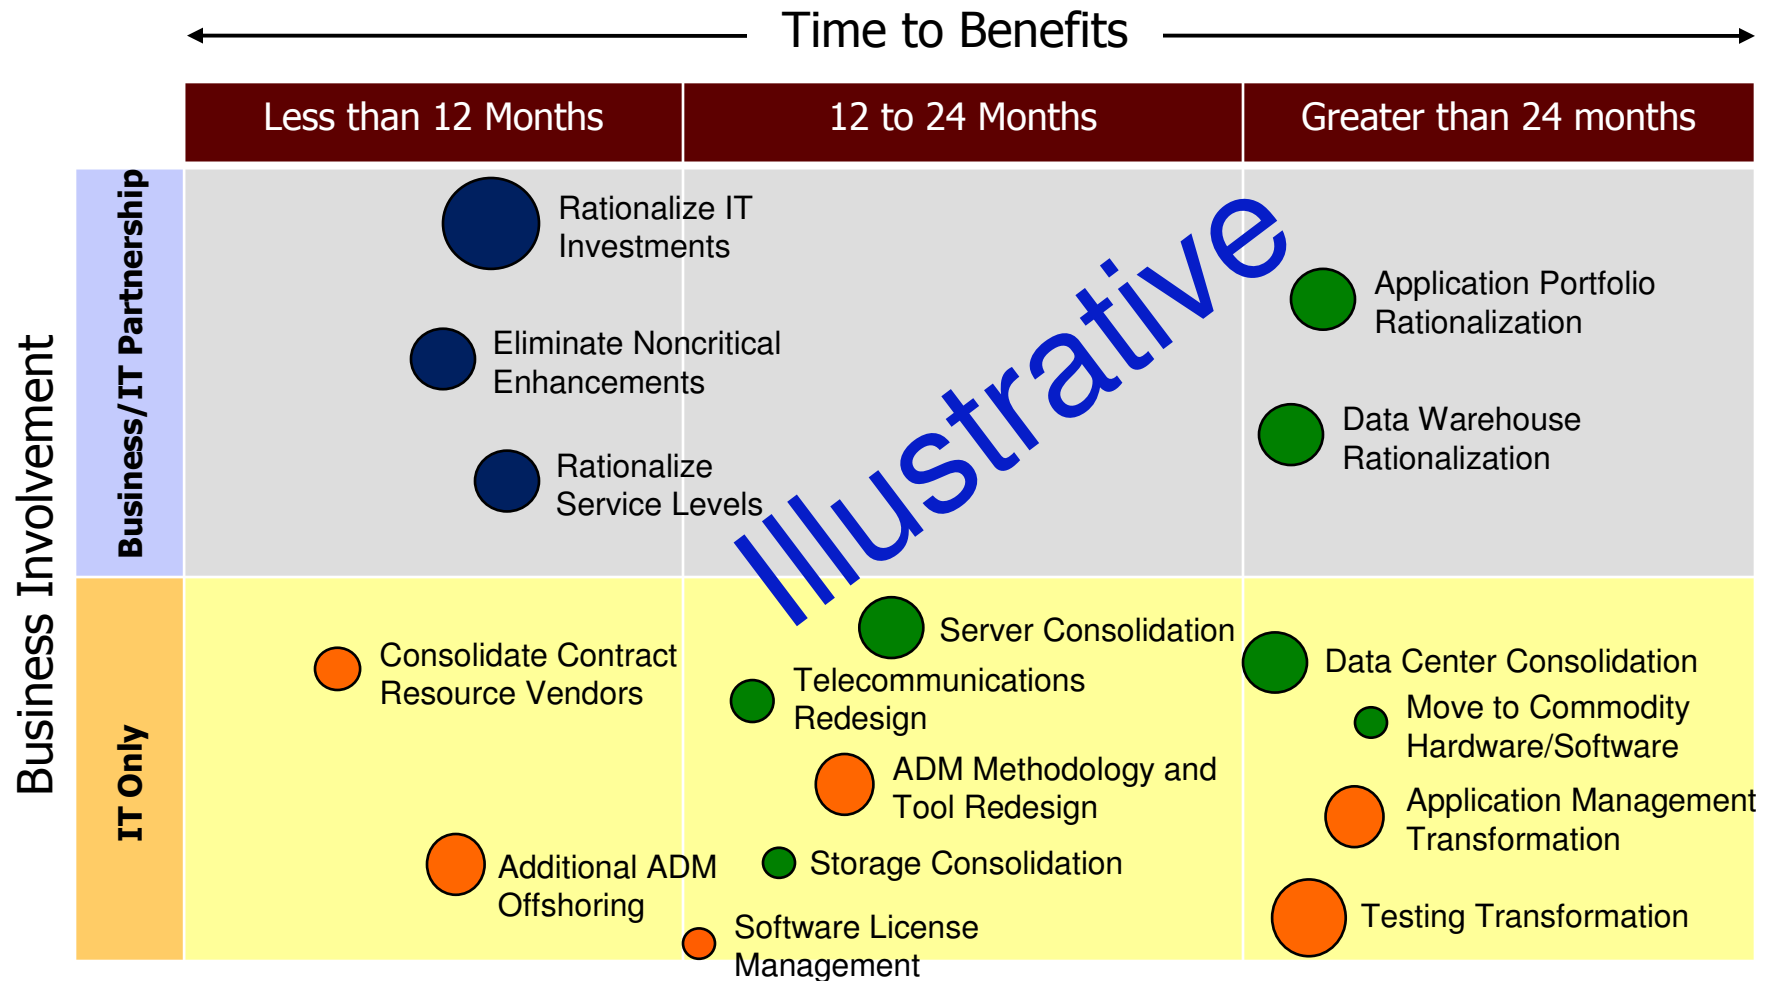 Time to Benefits
Less than 12 Months
12 to 24 Months
Greater than 24 months
Business Involvement
Business/IT Partnership
Rationalize IT
Investments
Eliminate Noncritical
Enhancements
Rationalize
Service Levels
Illustrative
Application Portfolio
Rationalization
Data Warehouse
Rationalization
IT Only
Consolidate Contract
Resource Vendors
Additional ADM
Offshoring
Server Consolidation
Telecommunications
Redesign
ADM Methodology and
Tool Redesign
Storage Consolidation
Software License
Management
Data Center Consolidation
Move to Commodity
Hardware/Software
Application Management
Transformation
Testing Transformation